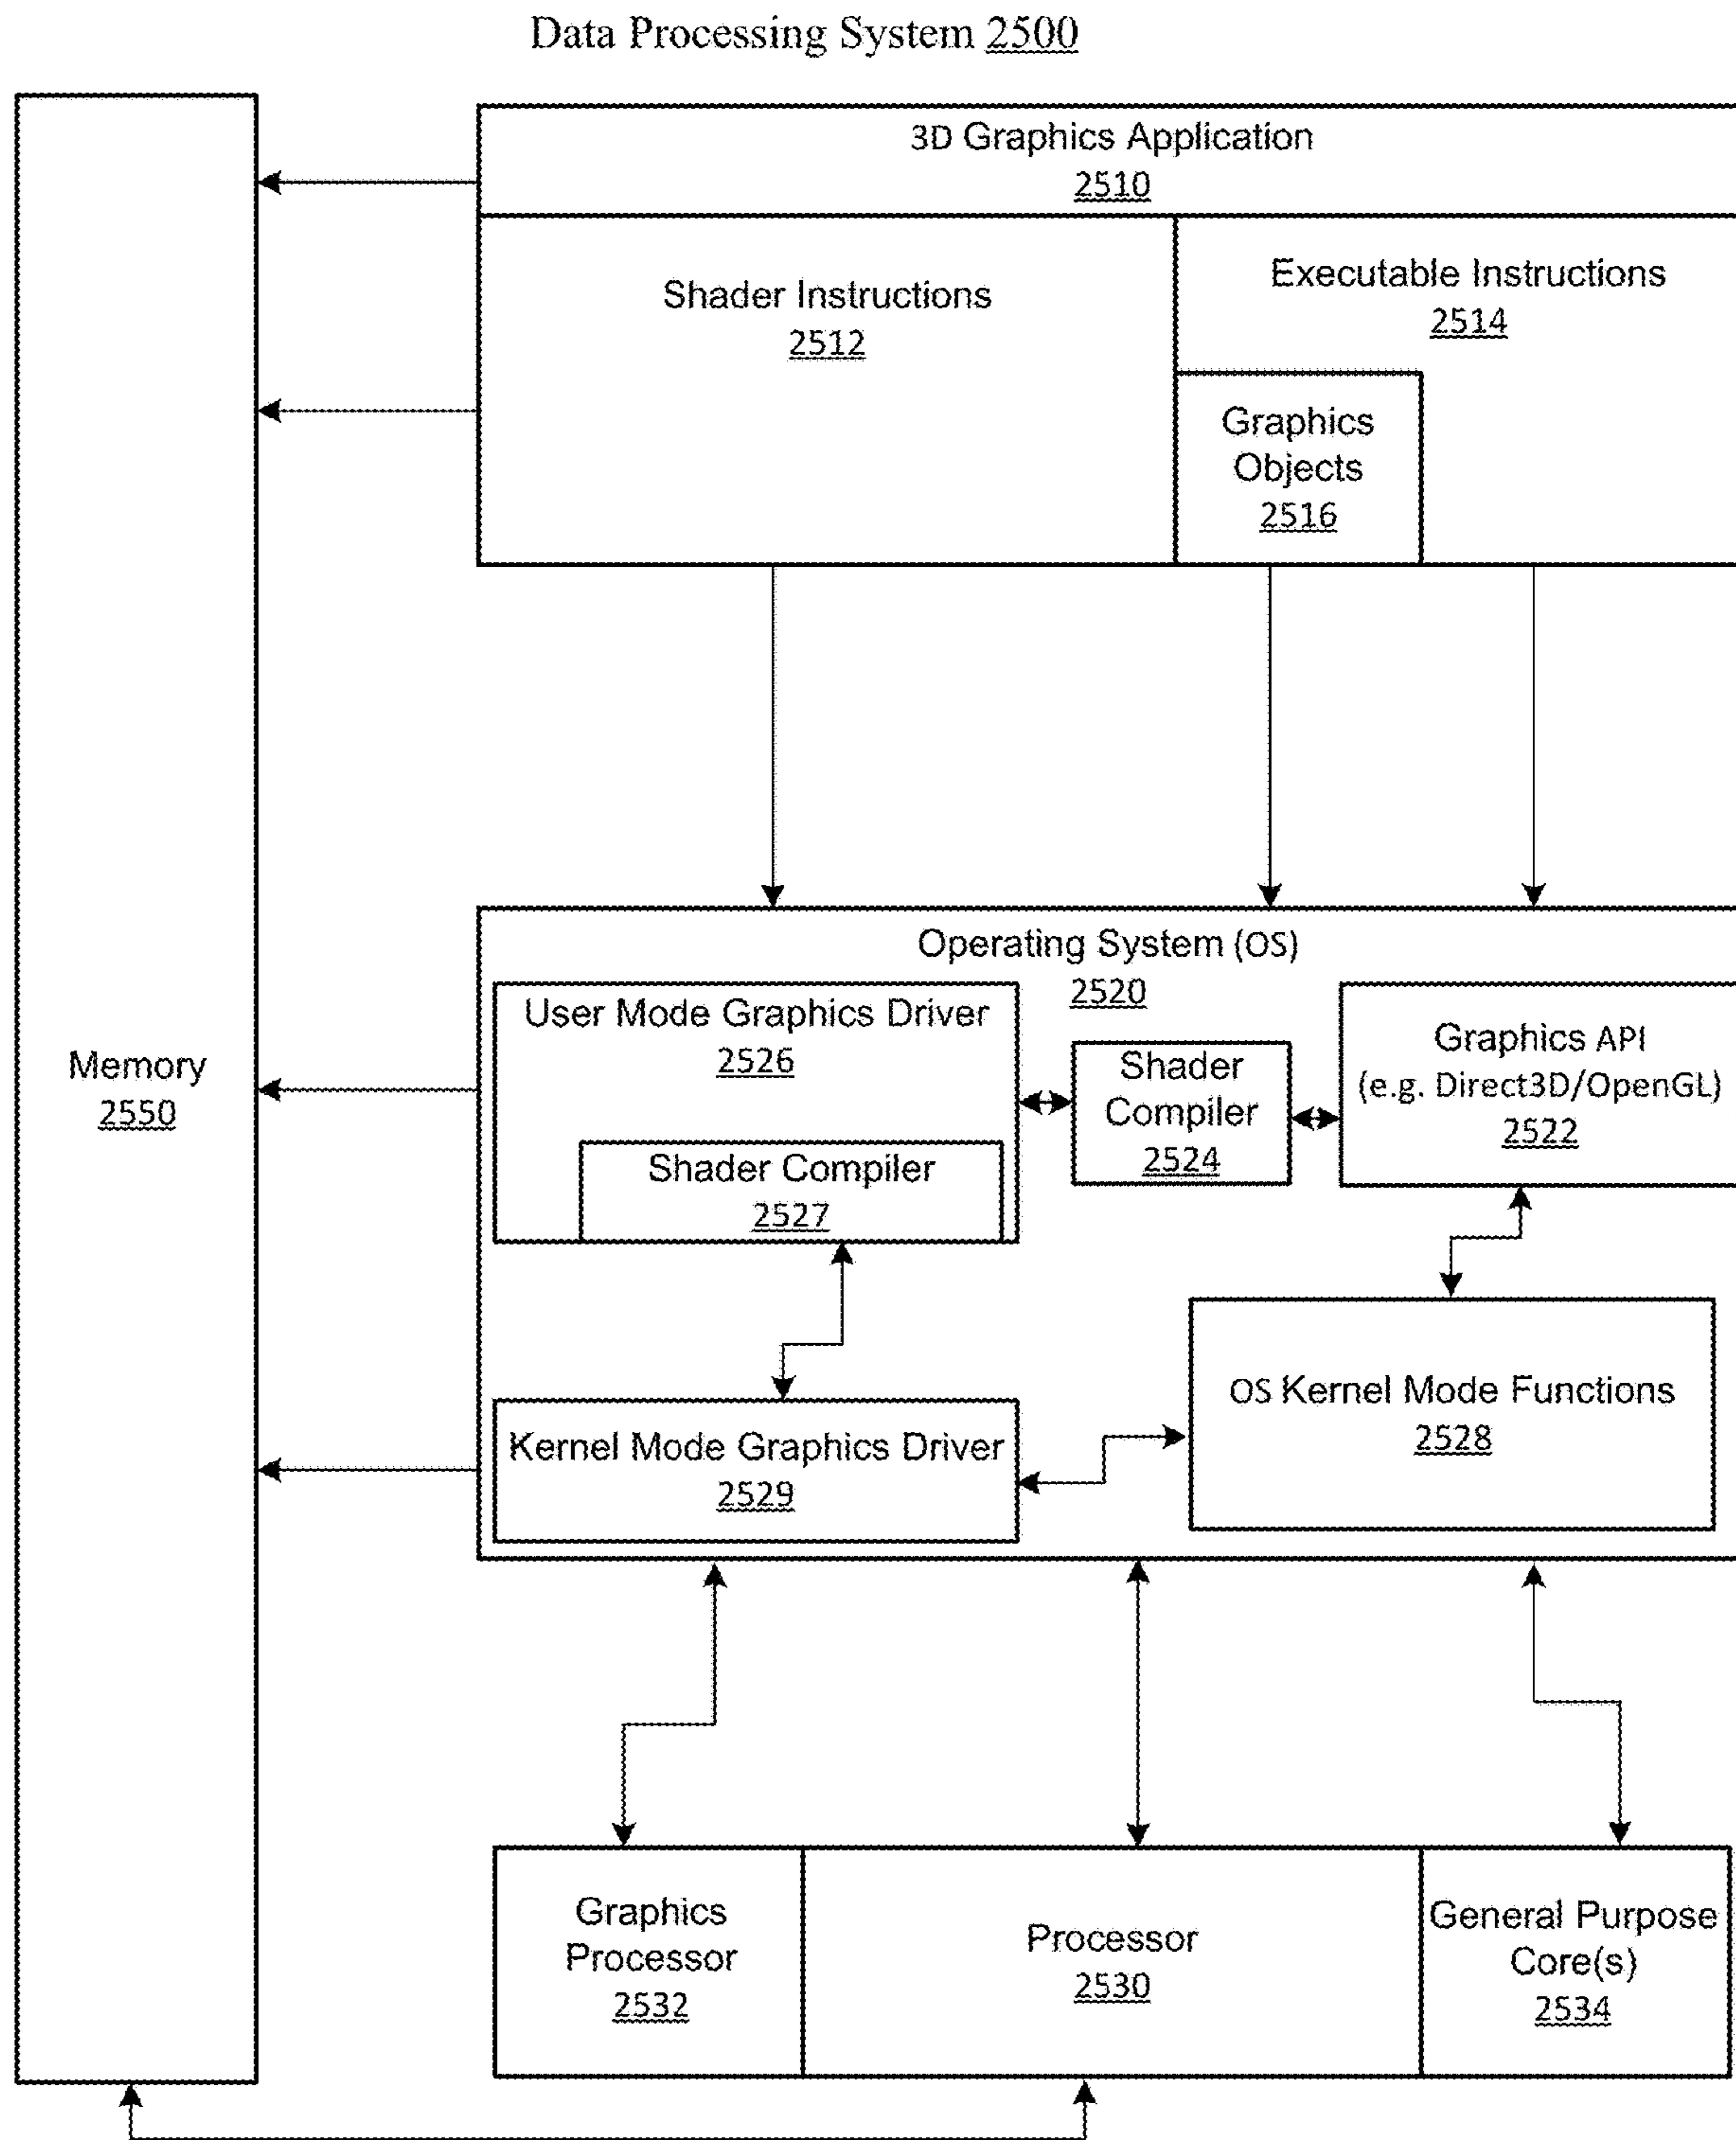 Data Processing System 2500
3D Graphics Application
2510
Shader Instructions
2512
Executable Instructions
2514
Graphics
Objects
2516
Memory
2550
Operating System (OS)
2520
User Mode Graphics Driver
2526
Shader Compiler
2527
Shader
Compiler
2524
Graphics API
(e.g. Direct3D/OpenGL)
2522
OS Kernel Mode Functions
2528
Kernel Mode Graphics Driver
2529
Graphics
Processor
2532
Processor
2530
General Purpose
Core(s)
2534